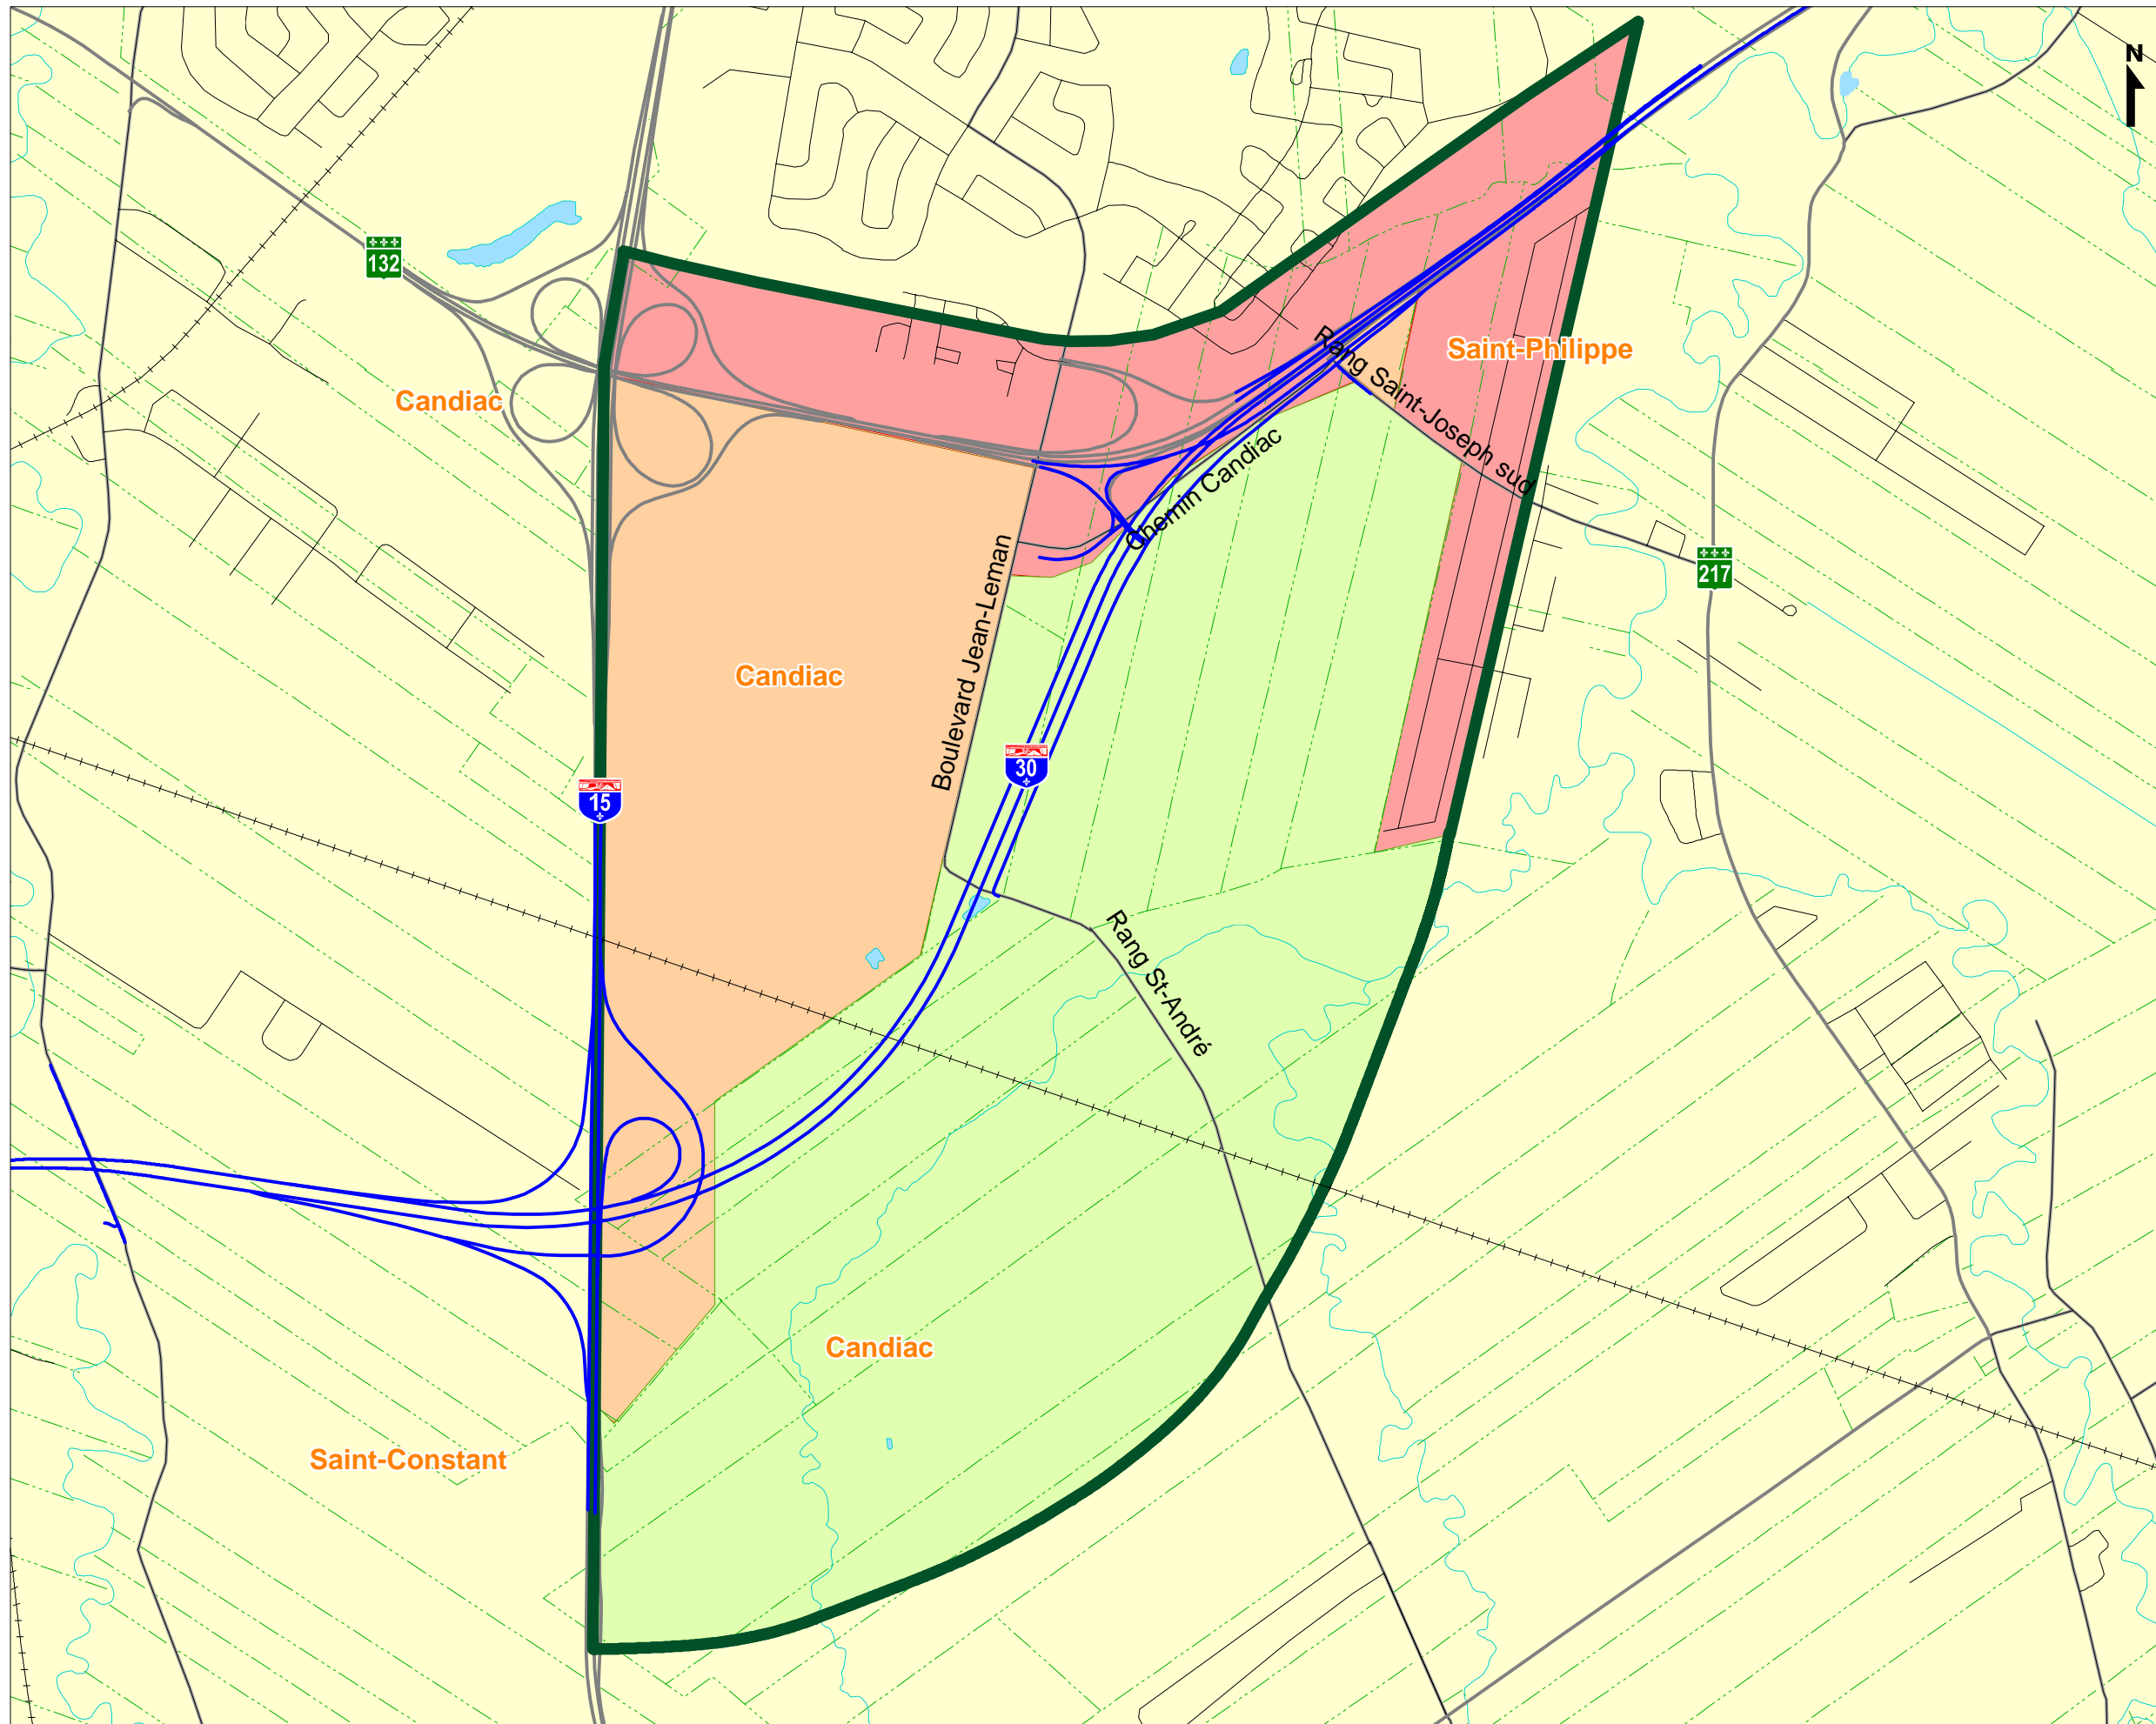 N
132
Rang Saint-Joseph sud
Saint-Philippe
Candiac
Chemin Candiac
217
Boulevard Jean-Leman
Candiac
30
15
Rang St-André
Candiac
Saint-Constant